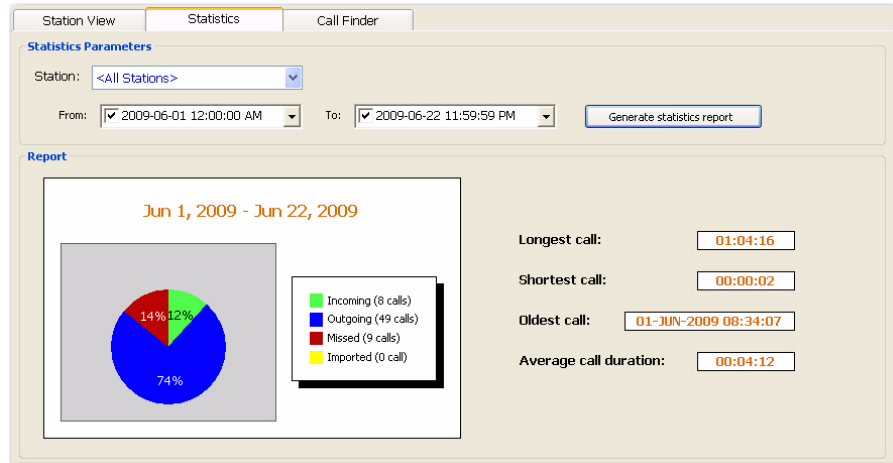 Station View
Statistics
Call Finder
Statistics Parameters
Station: <All Stations>
From: 2009-06-01 12:00:00 AM To: 2009-06-22 11:59:59 PM Generate statistics report
Report
Jun 1, 2009 - Jun 22, 2009
14% 12%
74%
Incoming (8 calls)
Outgoing (49 calls)
Missed (9 calls)
Imported (0 call)
Longest call: 01:04:16
Shortest call: 00:00:02
Oldest call: 01-JUN-2009 08:34:07
Average call duration: 00:04:12